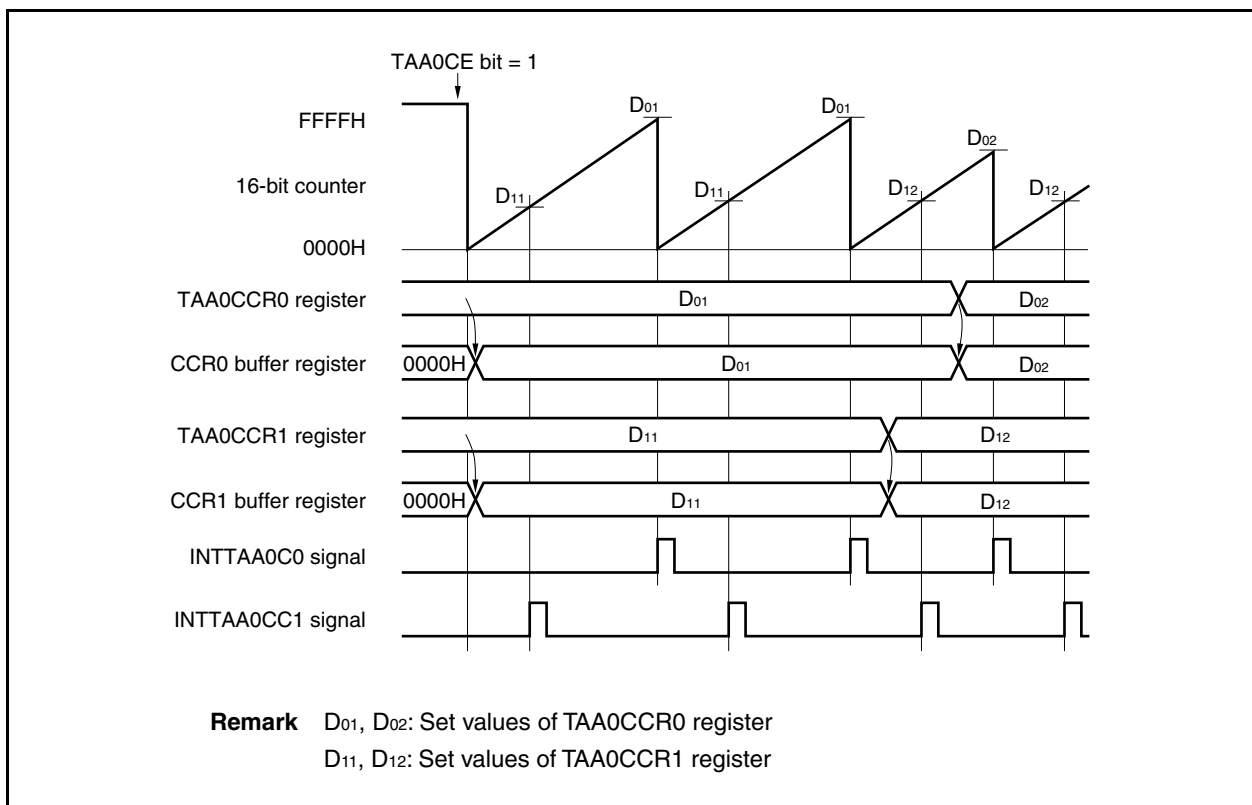 TAA0CE bit = 1
D01 D01
FFFFH
D02
16-bit counter
D11 D11 D12 D12
0000H
TAA0CCR0 register D01 D02
CCR0 buffer register 0000H D01 D02
TAA0CCR1 register D11 D12
CCR1 buffer register 0000H D11 D12
INTTAA0C0 signal
INTTAA0CC1 signal
Remark D01, D02: Set values of TAA0CCR0 register
D11, D12: Set values of TAA0CCR1 register